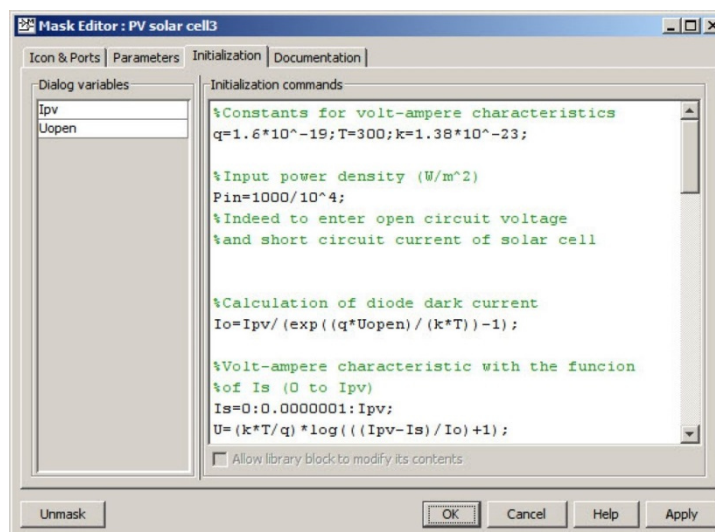 Mask Editor : PV solar cell3
Icon & Ports Parameters Initialization Documentation
Dialog variables
Ipv
Uopen
Initialization commands
%Constants for volt-ampere characteristics
q=1.6*10^-19;T=300;k=1.38*10^-23;
%Input power density (W/m^2)
Pin=1000/10^4;
%Indeed to enter open circuit voltage
%and short circuit current of solar cell
%Calculation of diode dark current
Io=Ipv/(exp((q*Uopen)/(k*T))-1);
%Volt-ampere characteristic with the funcion
%of Is (0 to Ipv)
Is=0:0.0000001:Ipv;
U=(k*T/q)*log(((Ipv-Is)/Io)+1);
Allow library block to modify its contents
Unmask OK Cancel Help Apply